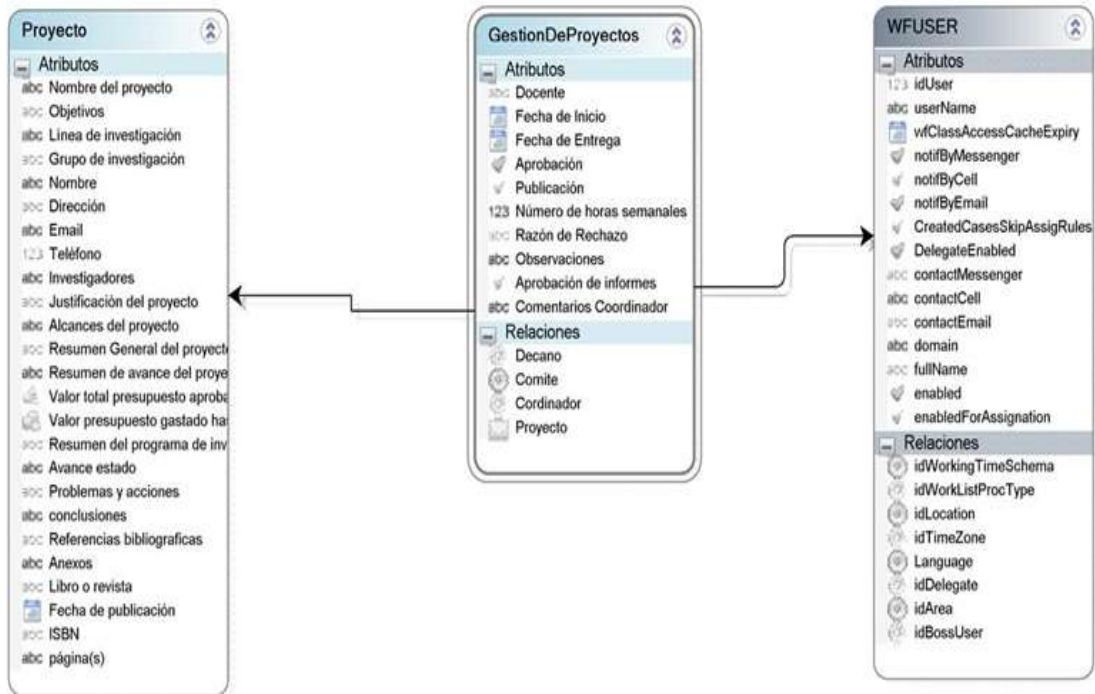 Proyecto
Atributos
abc Nombre del proyecto
abc Objetivos
abc Linea de investigación
abc Grupo de investigación
abc Nombre
abc Dirección
abc Email
123 Teléfono
abc Investigadores
abc Justificación del proyecto
abc Alcances del proyecto
abc Resumen General del proyect
abc Resumen de avance del proye
Valor total presupuesto aproba
Valor presupuesto gastado ha
abc Resumen del programa de inv
abc Avance estado
abc Problemas y acciones
abc conclusiones
abc Referencias bibliograficas
abc Anexos
abc Libro o revista
Fecha de publicación
abc ISBN
abc página(s)
GestionDeProyectos
Atributos
abc Docente
Fecha de Inicio
Fecha de Entrega
Aprobación
Publicación
123 Número de horas semanales
abc Razón de Rechazo
abc Observaciones
Aprobación de informes
abc Comentarios Coordinador
Relaciones
Decano
Comite
Cordinador
Proyecto
WFUSER
Atributos
123 idUser
abc userName
wfClassAccessCacheExpiry
notifByMessenger
notifByCell
notifByEmail
CreatedCasesSkipAssigRules
DelegateEnabled
abc contactMessenger
abc contactCell
abc contactEmail
abc domain
abc fullName
enabled
enabledForAssignation
Relaciones
idWorkingTimeSchema
idWorkListProcType
idLocation
idTimeZone
Language
idDelegate
idArea
idBossUser